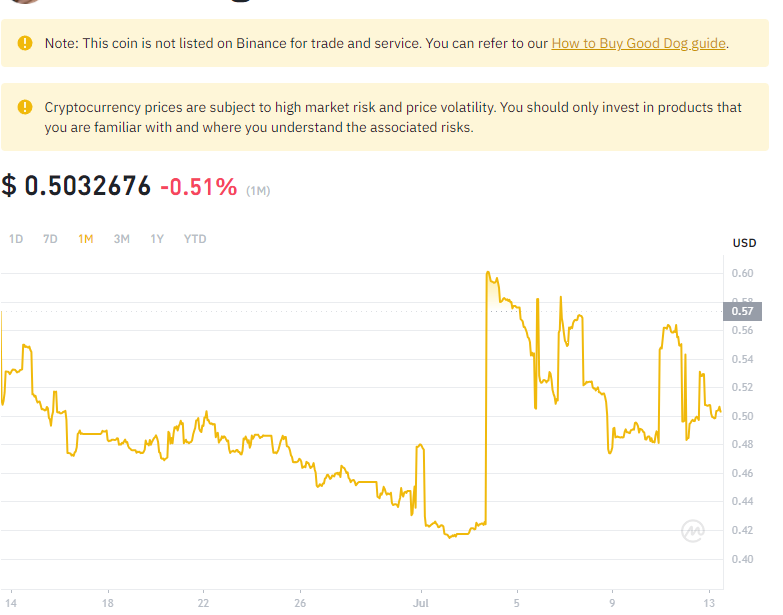 Note: This coin is not listed on Binance for trade and service. You can refer to our How to Buy Good Dog guide.
Cryptocurrency prices are subject to high market risk and price volatility. You should only invest in products that
you are familiar with and where you understand the associated risks.
$ 0.5032676 -0.51% (1M)
1D 7D 1M 3M 1Y YTD
USD
0.60
0.58
0.57
0.56
0.54
0.52
0.50
0.48
0.46
0.44
0.42
0.40
14 18 22 26 Jul 5 9 13